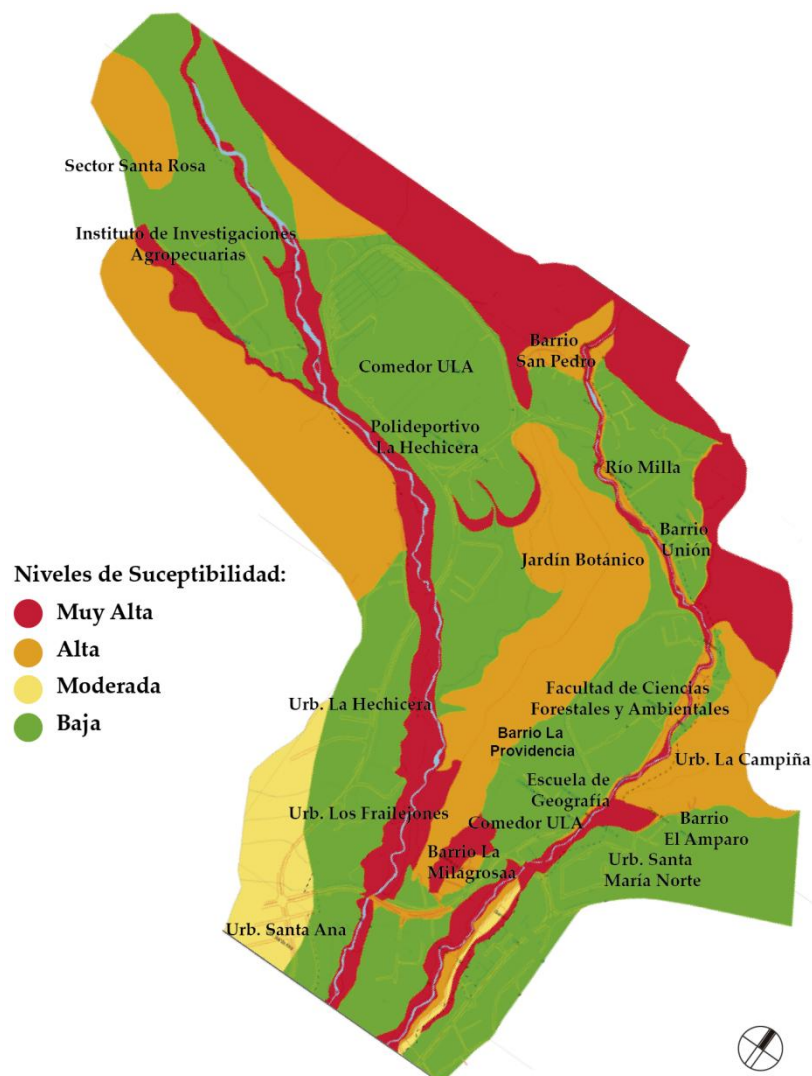 Sector Santa Rosa
Instituto de Investigaciones
Agropecuarias
Barrio
San Pedro
Comedor ULA
Polideportivo
La Hechicera
Río Milla
Barrio
Unión
Jardín Botánico
Niveles de Suceptibilidad:
Muy Alta
Alta
Moderada
Baja
Facultad de Ciencias
Forestales y Ambientales
Urb. La Hechicera
Barrio La
Providencia
Urb. La Campiña
Escuela de
Geografía
Urb. Los Frailejones
Comedor ULA
Barrio
El Amparo
Barrio La
Milagrosaa
Urb. Santa
María Norte
Urb. Santa Ana